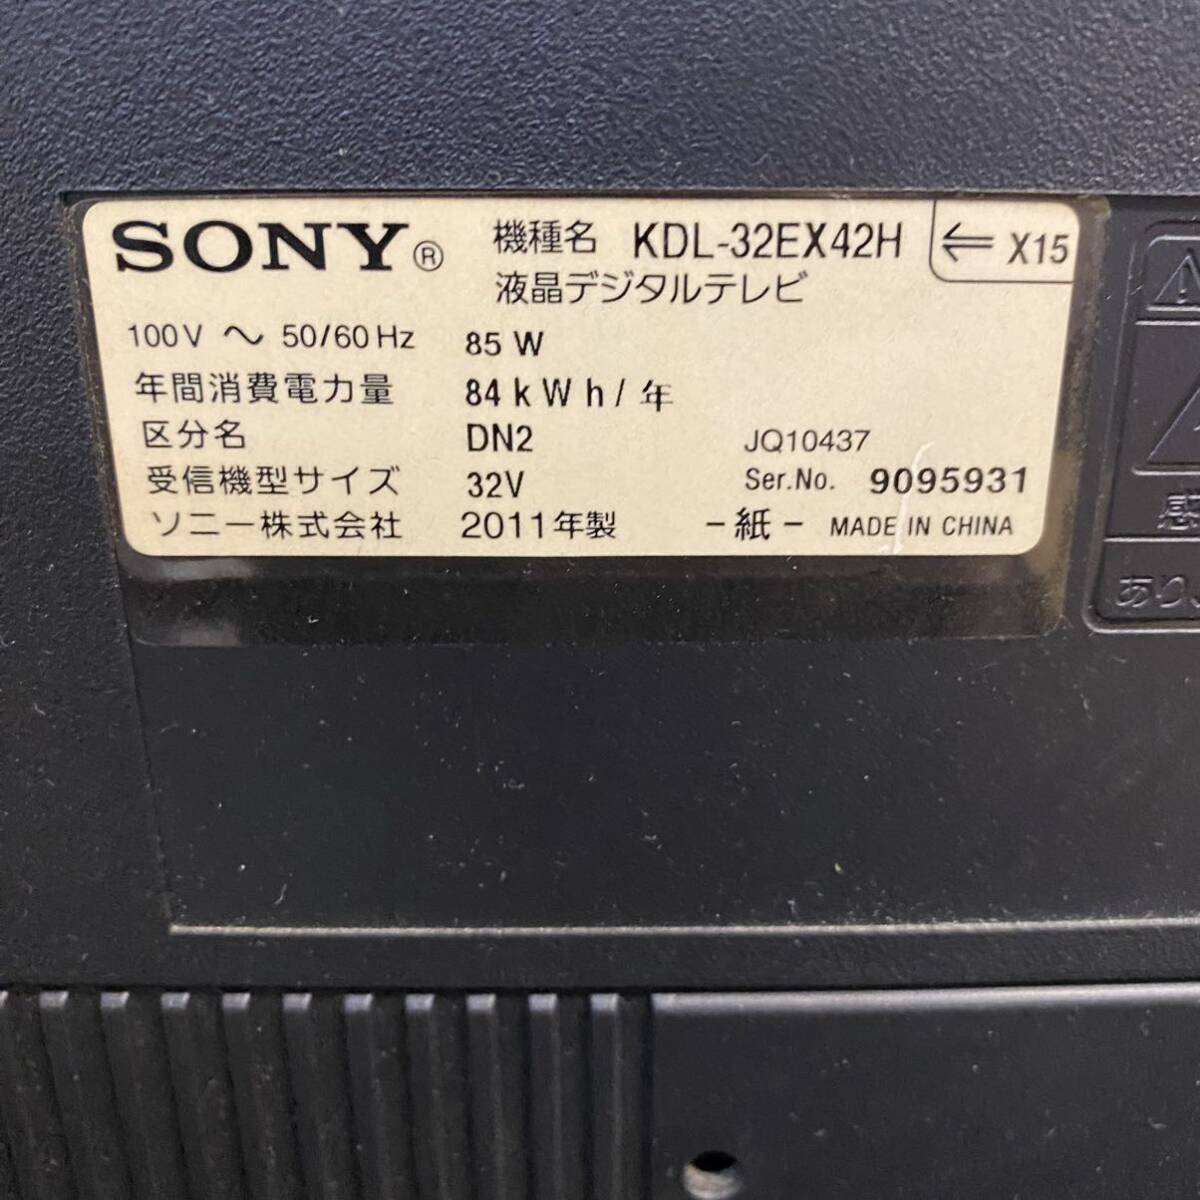 SONY®
機種名 KDL-32EX42H
⇐ X15
液晶デジタルテレビ
100V 〜 50/60Hz 85 W
年間消費電力量 84 k W h / 年
区分名 DN2 JQ10437
受信機型サイズ 32V Ser.No. 9095931
ソニー株式会社 2011年製 -紙- MADE IN CHINA
感
あり